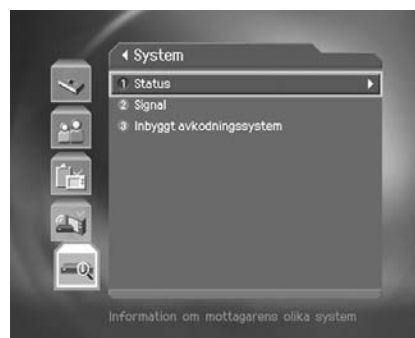 System
1 Status
2 Signal
3 Inbyggt avkodningssystem
Information om mottagarens olika system